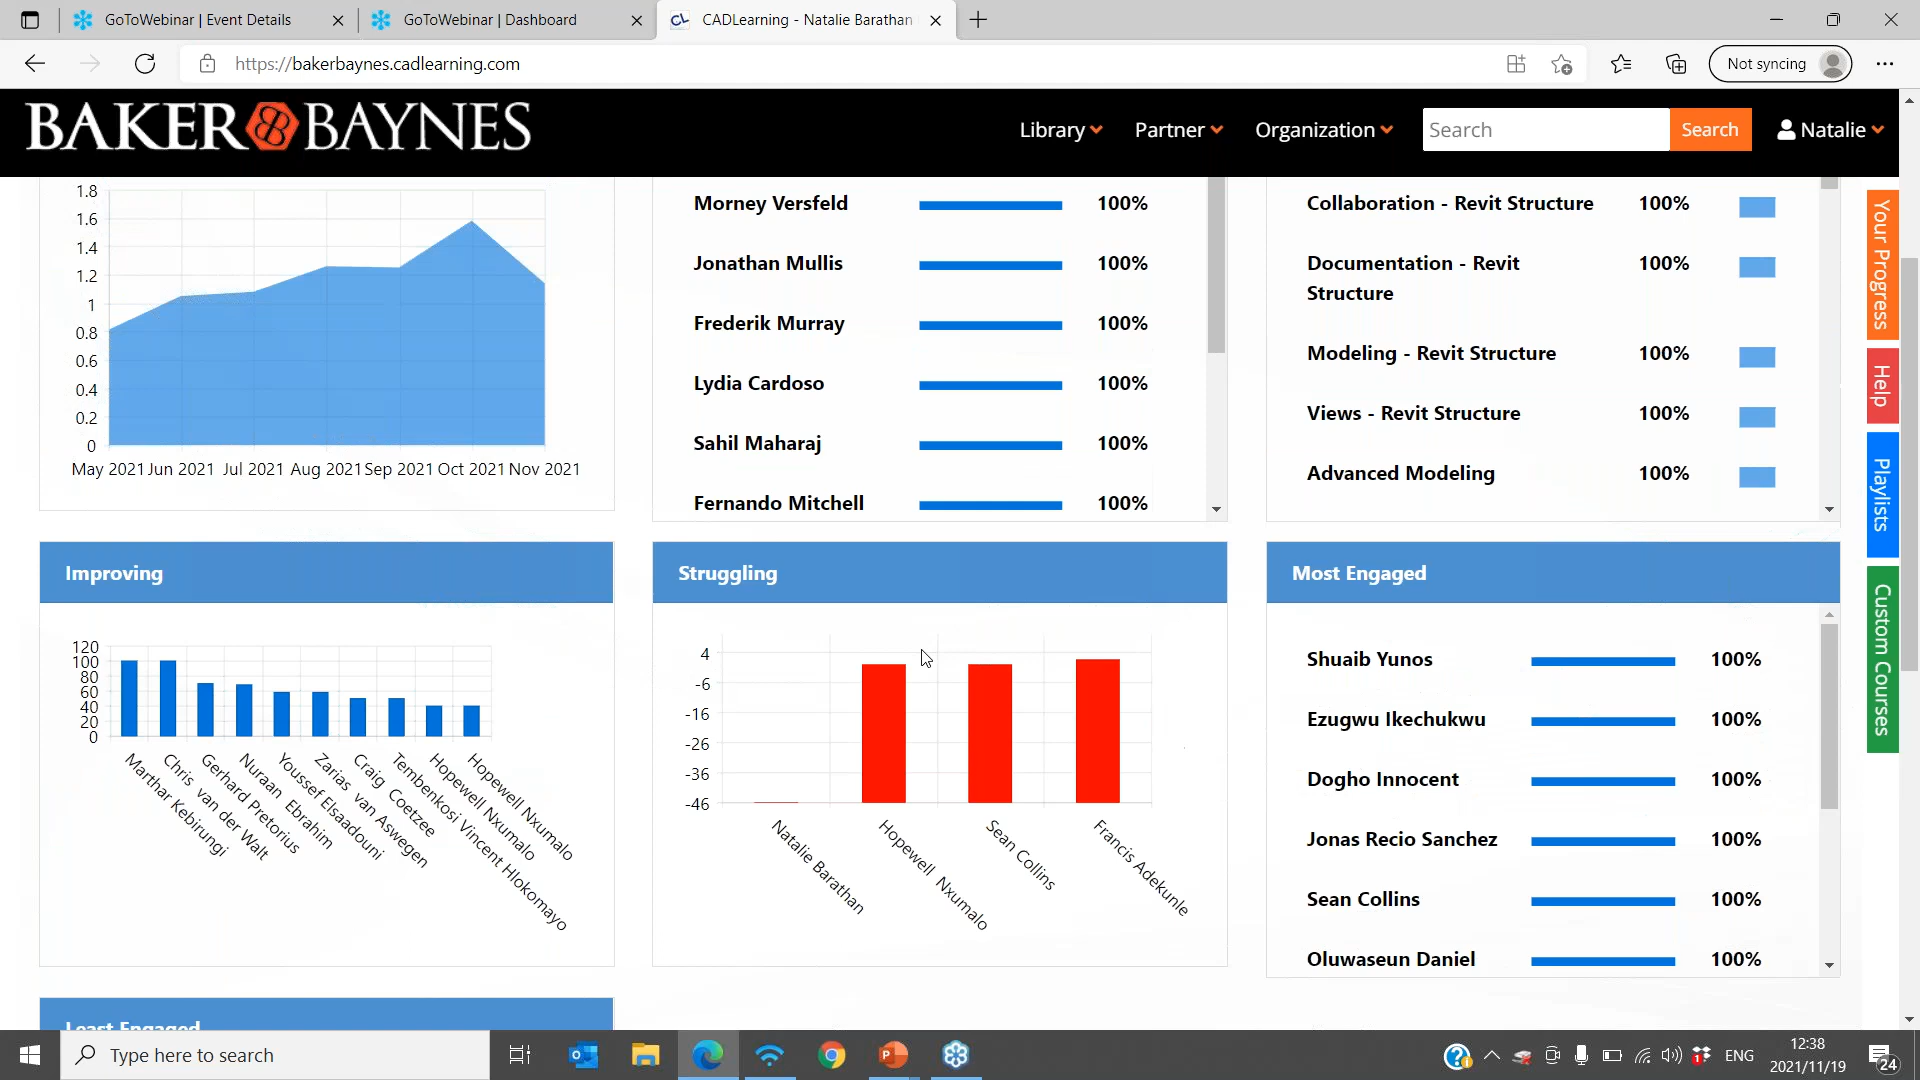 GoToWebinar | Event Details
GoToWebinar | Dashboard
CADLearning - Natalie Barathan
https://bakerbaynes.cadlearning.com
Not syncing
BAKER BAYNES
Library
Partner
Organization
Search
Search
Natalie
1.8
1.6
1.4
1.2
1
0.8
0.6
0.4
0.2
0
May 2021 Jun 2021 Jul 2021 Aug 2021 Sep 2021 Oct 2021 Nov 2021
Morney Versfeld 100%
Jonathan Mullis 100%
Frederik Murray 100%
Lydia Cardoso 100%
Sahil Maharaj 100%
Fernando Mitchell 100%
Collaboration - Revit Structure 100%
Documentation - Revit 100%
Structure
Modeling - Revit Structure 100%
Views - Revit Structure 100%
Advanced Modeling 100%
Your Progress
Help
Playlists
Custom Courses
Improving
120
100
80
60
40
20
0
Marthar Kebirungi
Chris van der Walt
Gerhard Pretorius
Nuraan Ebrahim
Youssef Elsaadouni
Zarias van Aswegen
Craig Coetzee
Tembenkosi Vincent Hlokomayo
Hopewell Nxumalo
Hopewell Nxumalo
Struggling
4
-6
-16
-26
-36
-46
Natalie Barathan
Hopewell Nxumalo
Sean Collins
Francis Adekunle
Most Engaged
Shuaib Yunos 100%
Ezugwu Ikechukwu 100%
Dogho Innocent 100%
Jonas Recio Sanchez 100%
Sean Collins 100%
Oluwaseun Daniel 100%
Least Engaged
Type here to search
ENG
12:38
2021/11/19
24